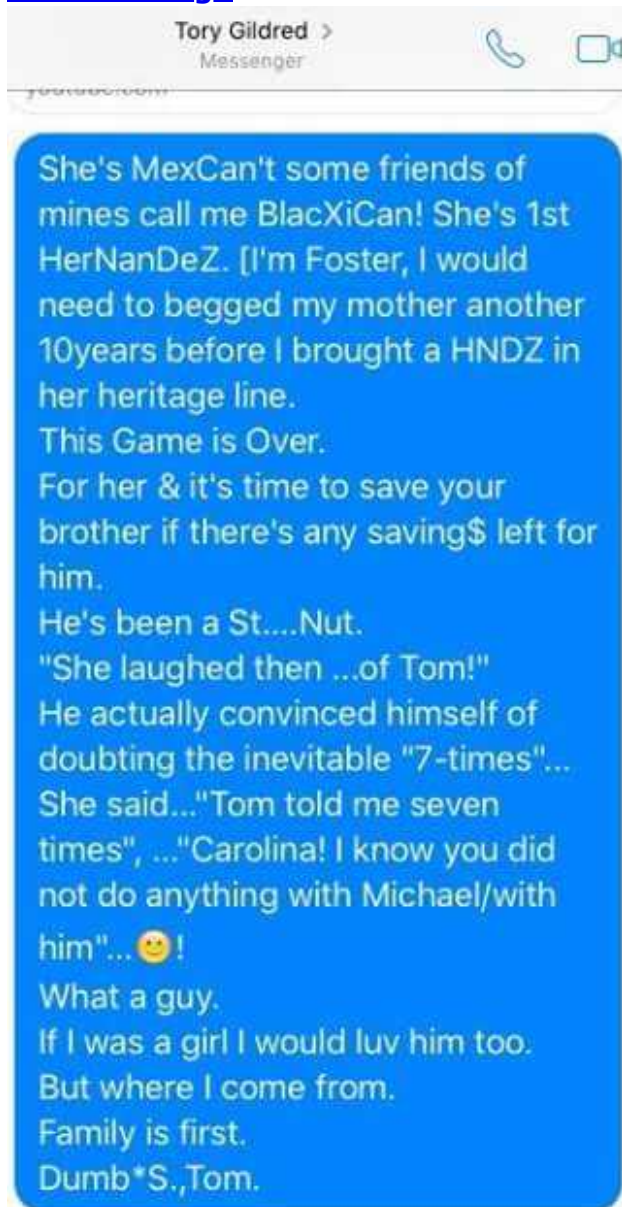 Tory Gildred >
Messenger
youtube.com
She's MexCan't some friends of
mines call me BlacXiCan! She's 1st
HerNanDeZ. [I'm Foster, I would
need to begged my mother another
10years before I brought a HNDZ in
her heritage line.
This Game is Over.
For her & it's time to save your
brother if there's any saving$ left for
him.
He's been a St....Nut.
"She laughed then ...of Tom!"
He actually convinced himself of
doubting the inevitable "7-times"...
She said..."Tom told me seven
times", ..."Carolina! I know you did
not do anything with Michael/with
him"...🙂!
What a guy.
If I was a girl I would luv him too.
But where I come from.
Family is first.
Dumb*S.,Tom.